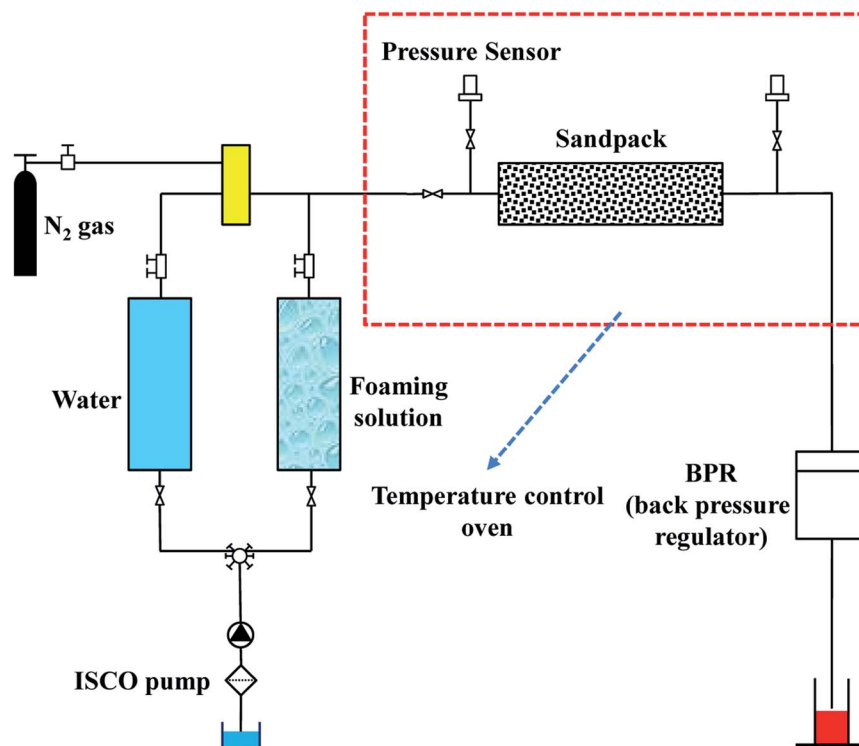 Pressure Sensor
Sandpack
N₂ gas
Water
Foaming
solution
Temperature control
oven
BPR
(back pressure
regulator)
ISCO pump